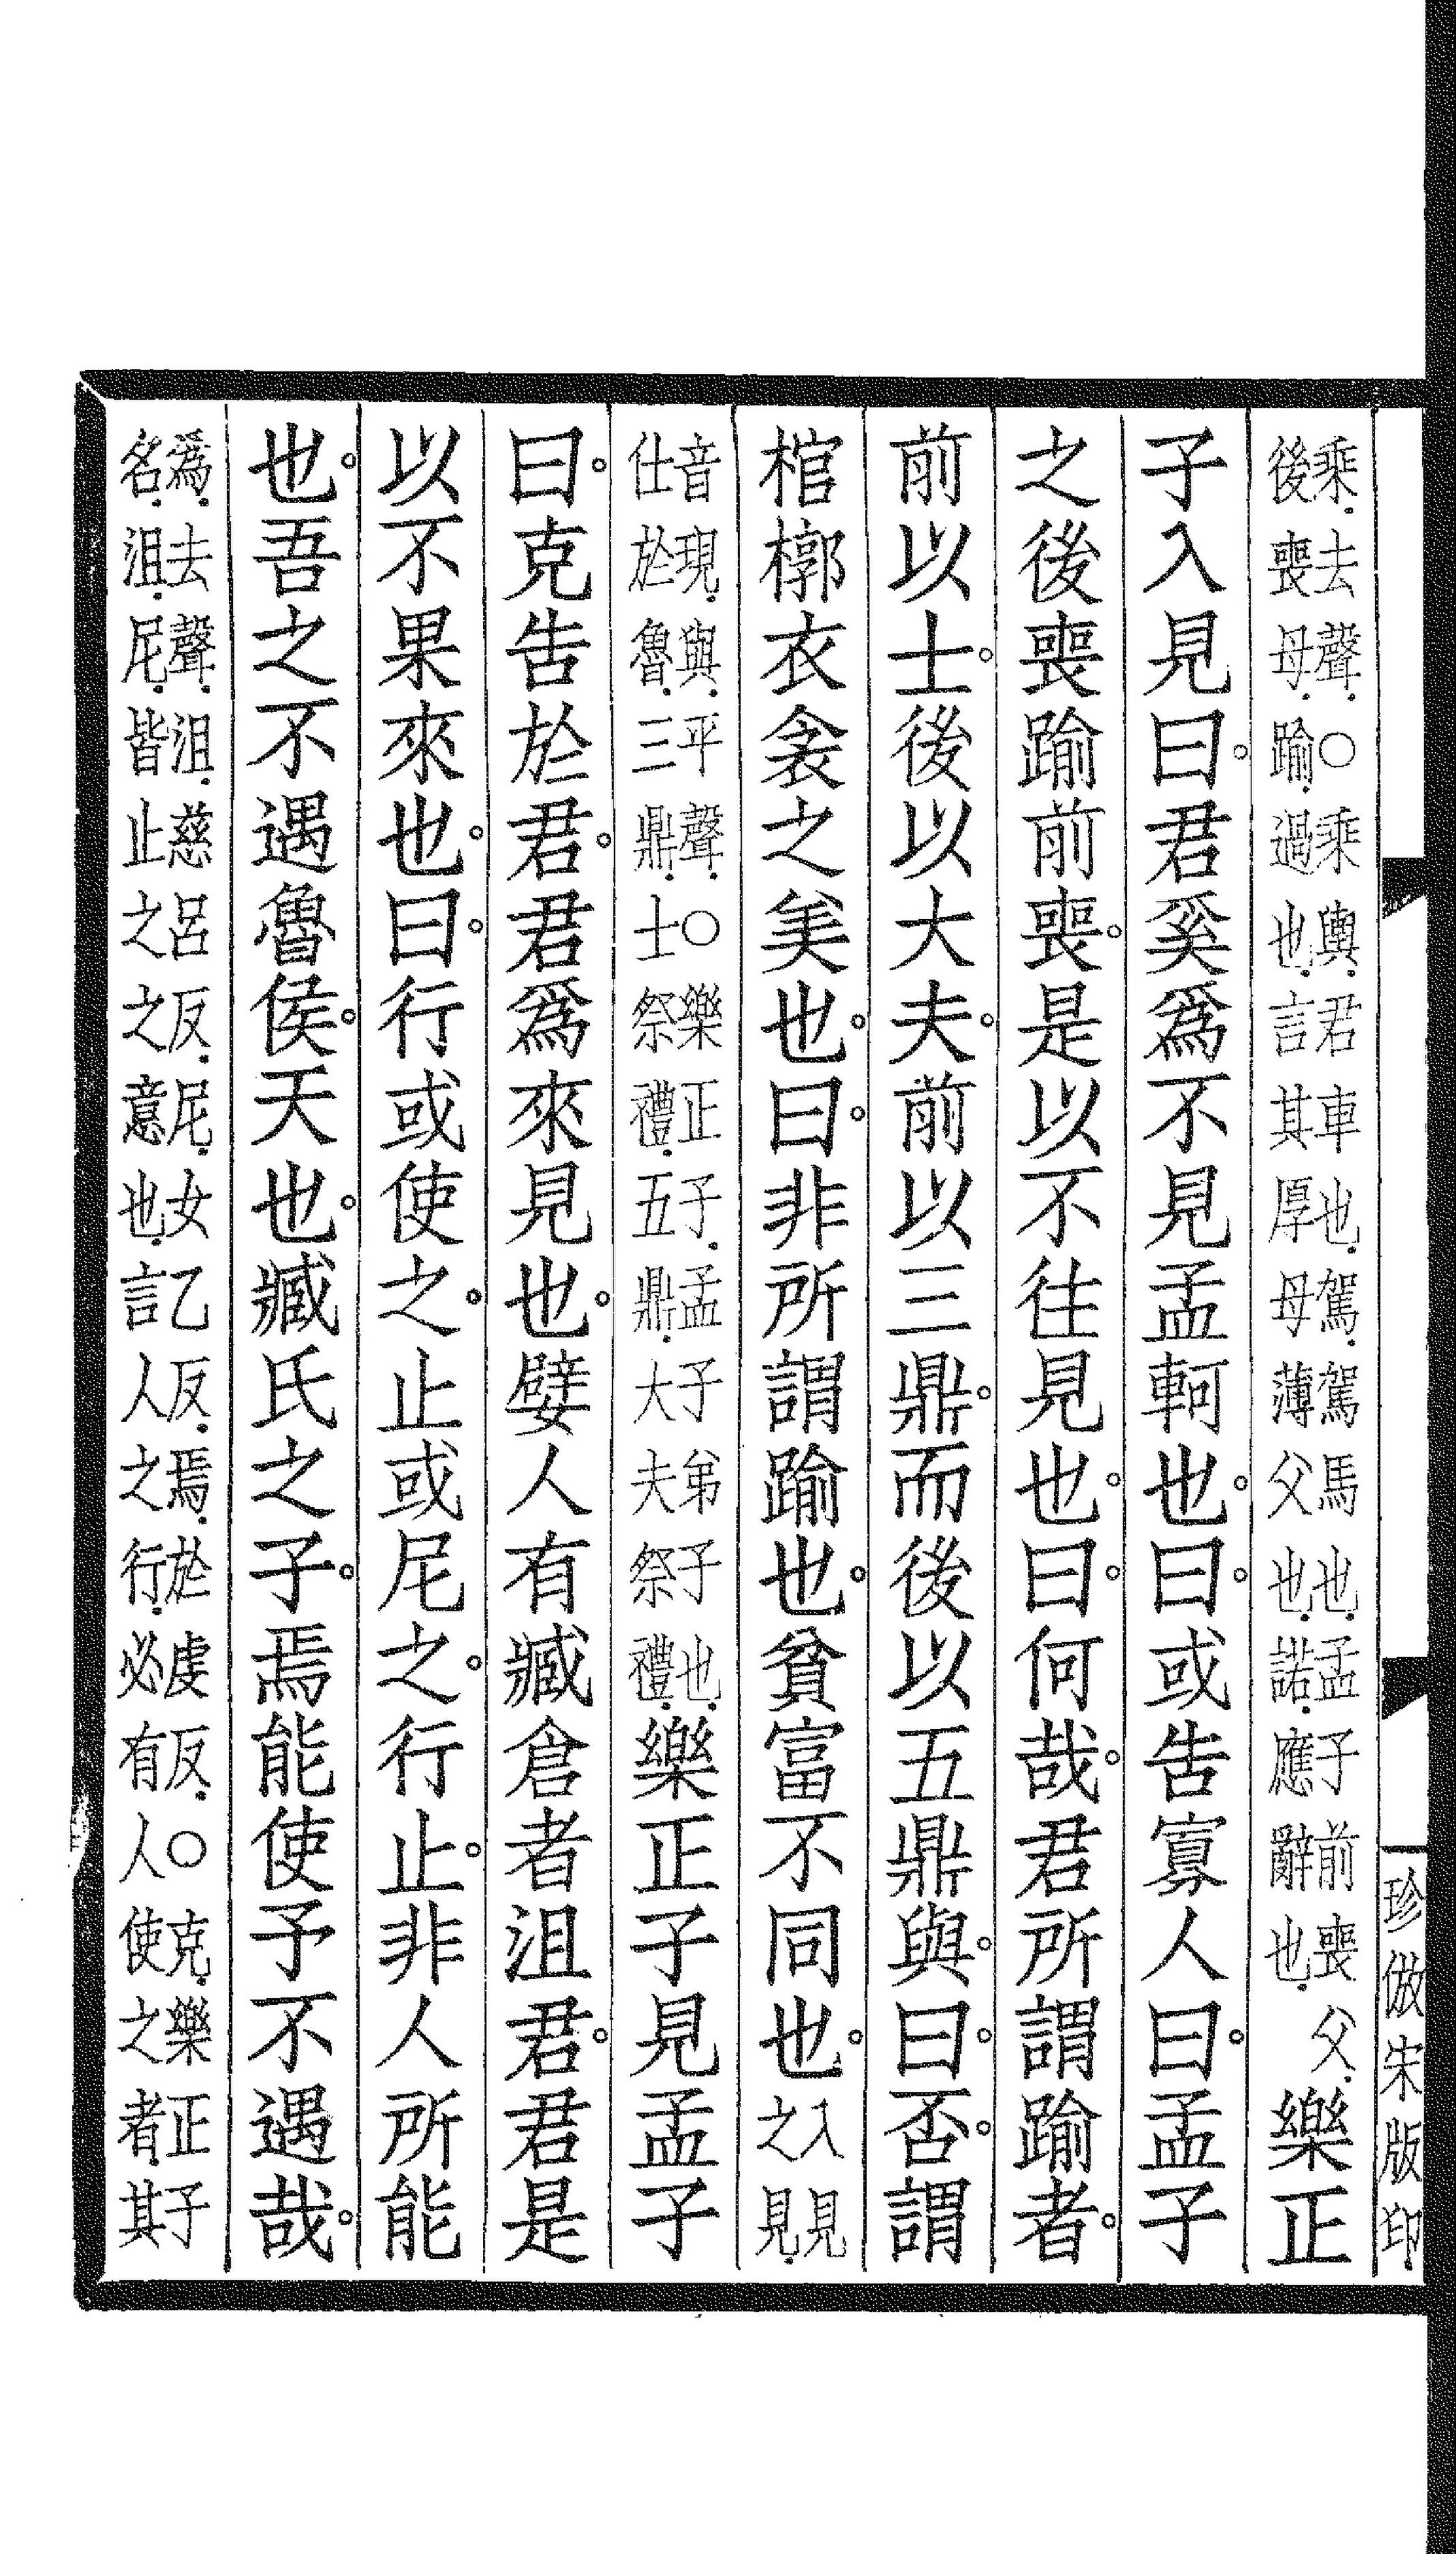 珍倣宋版印
乘、去聲、○乘輿、君車也、駕、駕馬也、孟子前喪父、後喪母、踰、過也、言其厚母薄父也、諾、應辭也、樂正
子入見曰。君奚爲不見孟軻也。曰。或告寡人曰。孟子
之後喪踰前喪。是以不往見也。曰。何哉。君所謂踰者。
前以士。後以大夫。前以三鼎。而後以五鼎與。曰。否。謂
棺槨衣衾之美也。曰。非所謂踰也。貧富不同也。入見之見、
音現、與、平聲、○樂正子、孟子弟子也、仕於魯、三鼎、士祭禮、五鼎、大夫祭禮、樂正子見孟子
曰。克告於君。君爲來見也。嬖人有臧倉者沮君。君是
以不果來也。曰。行或使之。止或尼之。行止。非人所能
也。吾之不遇魯侯。天也。臧氏之子。焉能使予不遇哉。
爲、去聲、沮、慈呂反、尼、女乙反、焉、於虔反、○克、樂正子名、沮、尼、皆止之之意也、言人之行、必有人使之者、其